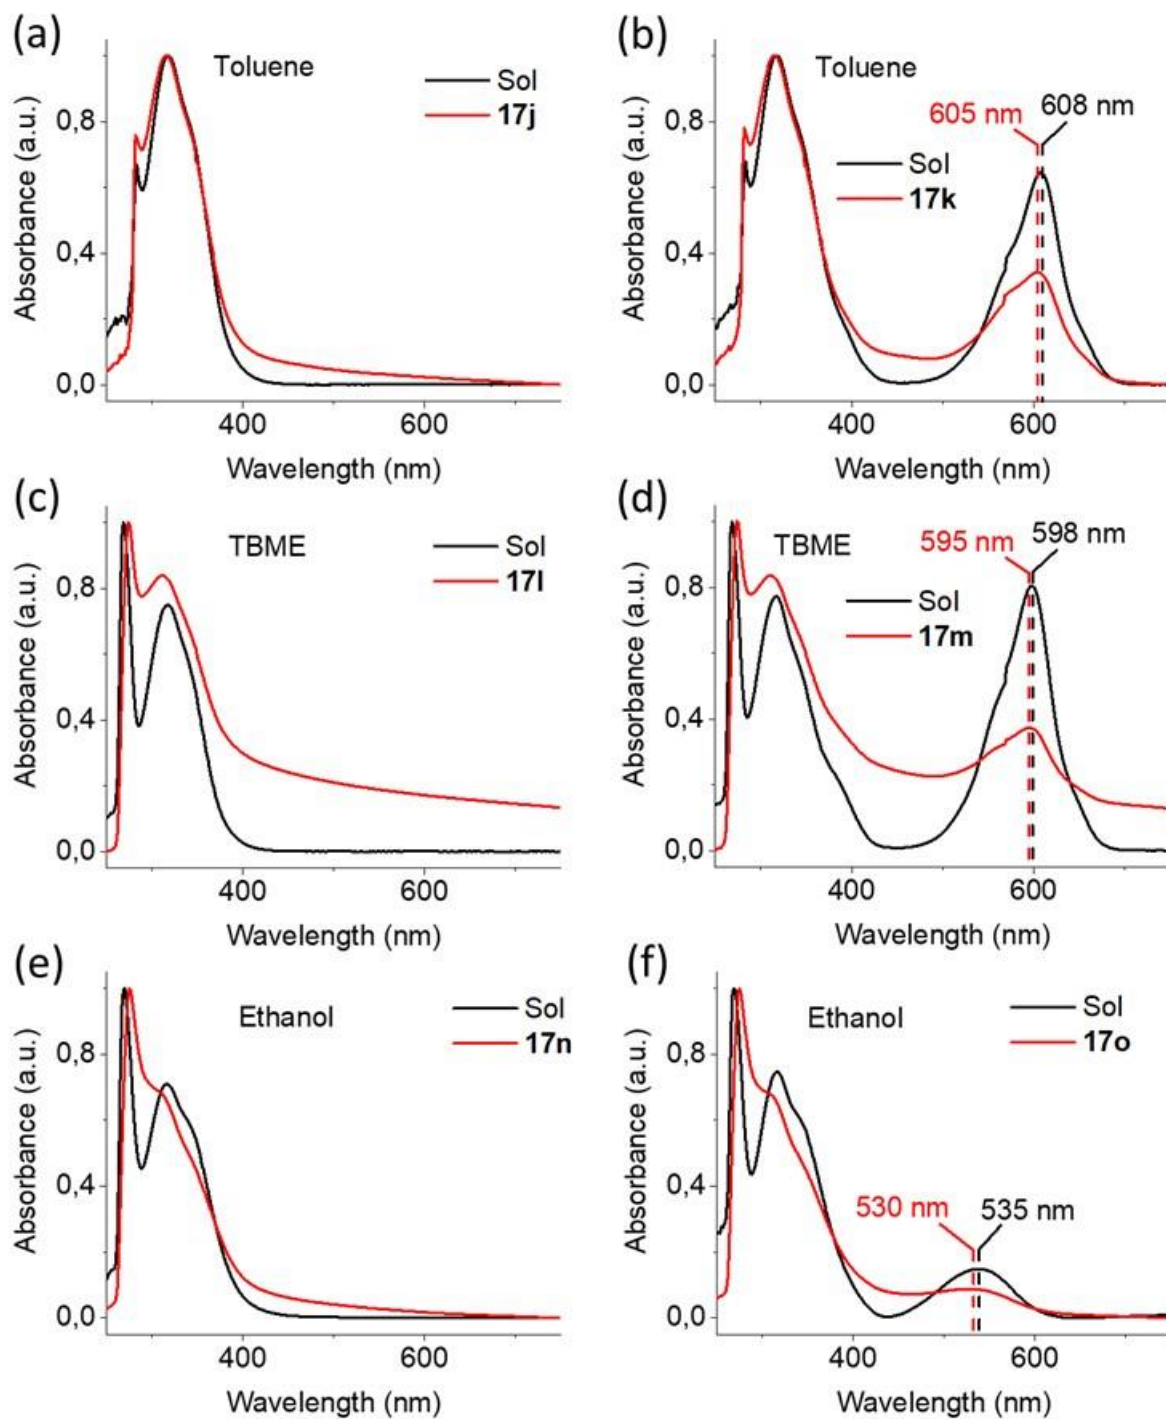 (a)
Toluene
Sol
17j
Absorbance (a.u.)
0,8
0,4
0,0
400
600
Wavelength (nm)
(b)
Toluene
605 nm
608 nm
Sol
17k
Absorbance (a.u.)
0,8
0,4
0,0
400
600
Wavelength (nm)
(c)
TBME
Sol
17l
Absorbance (a.u.)
0,8
0,4
0,0
400
600
Wavelength (nm)
(d)
TBME
595 nm
598 nm
Sol
17m
Absorbance (a.u.)
0,8
0,4
0,0
400
600
Wavelength (nm)
(e)
Ethanol
Sol
17n
Absorbance (a.u.)
0,8
0,4
0,0
400
600
Wavelength (nm)
(f)
Ethanol
Sol
17o
530 nm
535 nm
Absorbance (a.u.)
0,8
0,4
0,0
400
600
Wavelength (nm)